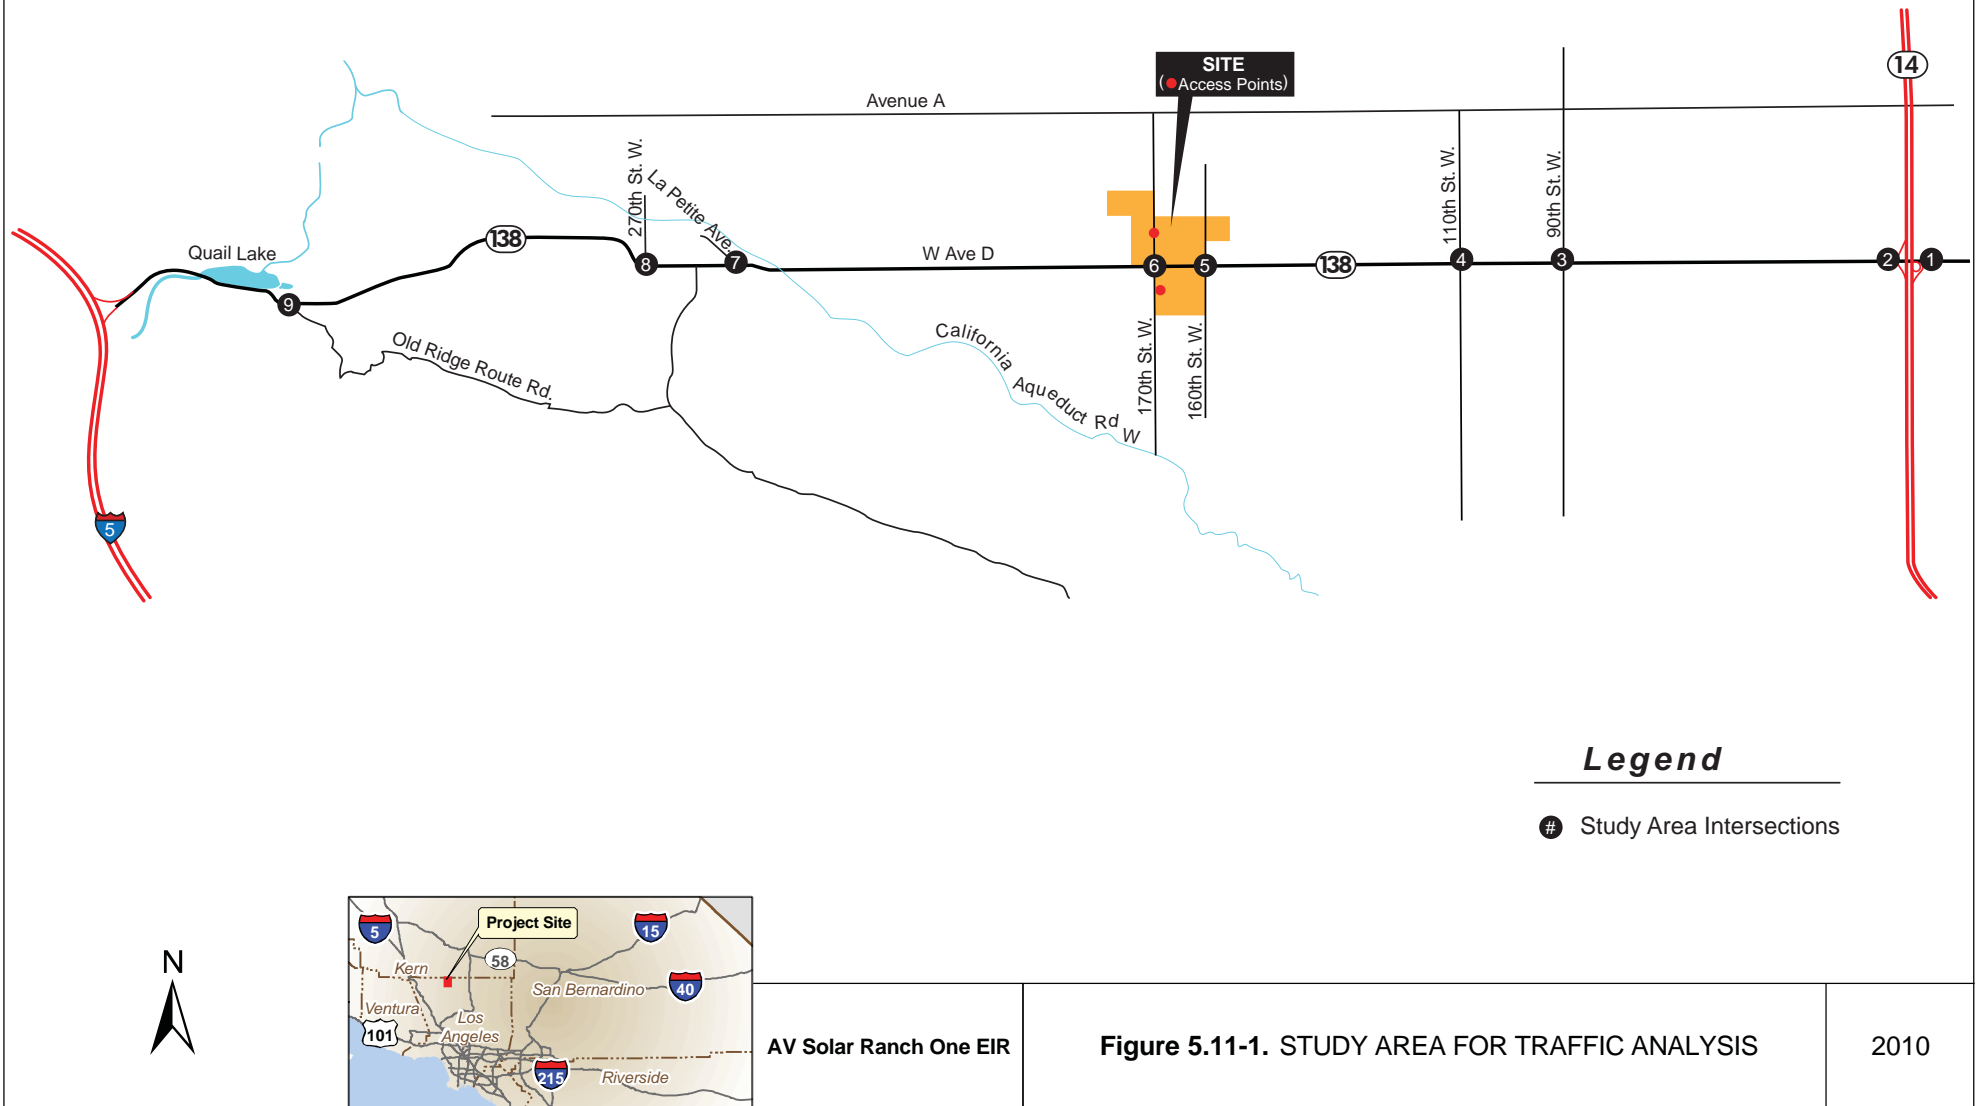 SITE
(●Access Points)
14
Avenue A
270th St. W.
La Petite Ave.
110th St. W.
90th St. W.
Quail Lake
138
W Ave D
138
9
8
7
6
5
4
3
2
1
Old Ridge Route Rd.
California Aqueduct Rd W
170th St. W.
160th St. W.
5
Legend
# Study Area Intersections
N
5
Project Site
15
58
Kern
San Bernardino
40
Ventura
101
Los
Angeles
215
Riverside
AV Solar Ranch One EIR
Figure 5.11-1. STUDY AREA FOR TRAFFIC ANALYSIS
2010